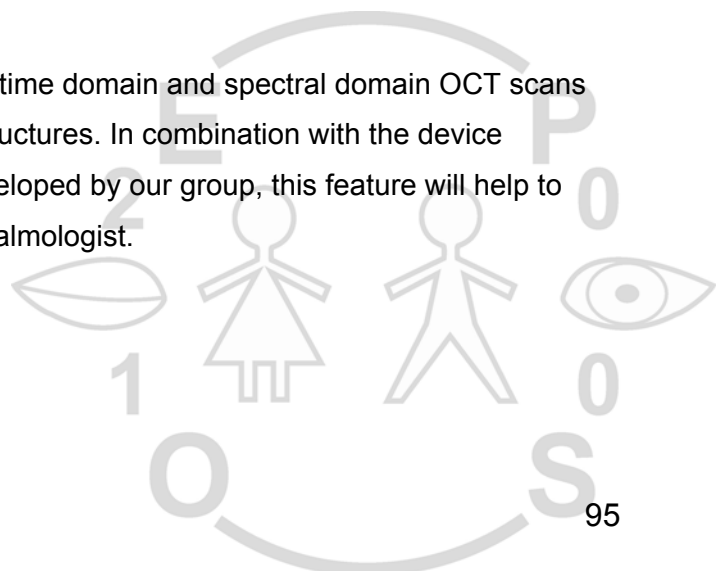 time domain and spectral domain OCT scans
uctures. In combination with the device
eloped by our group, this feature will help to
almologist.
E P
2 0
1 0
O S
95